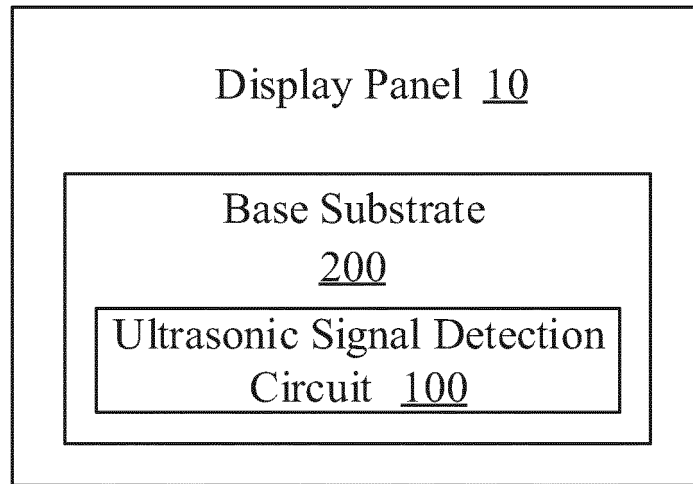 Display Panel 10
Base Substrate
200
Ultrasonic Signal Detection
Circuit 100